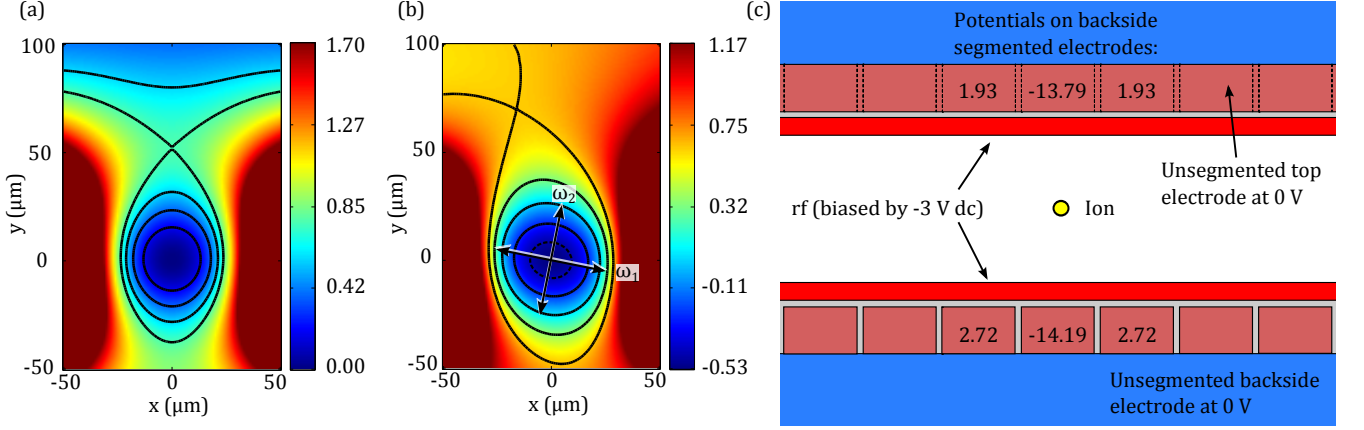 (a)
100
50
0
-50
-50
0
50
x (μm)
y (μm)
1.70
1.27
0.85
0.42
0.00
(b)
100
50
0
-50
-50
0
50
x (μm)
y (μm)
ω2
ω1
1.17
0.75
0.32
-0.11
-0.53
(c)
Potentials on backside
segmented electrodes:
1.93 -13.79 1.93
Unsegmented top
electrode at 0 V
rf (biased by -3 V dc)
Ion
2.72 -14.19 2.72
Unsegmented backside
electrode at 0 V